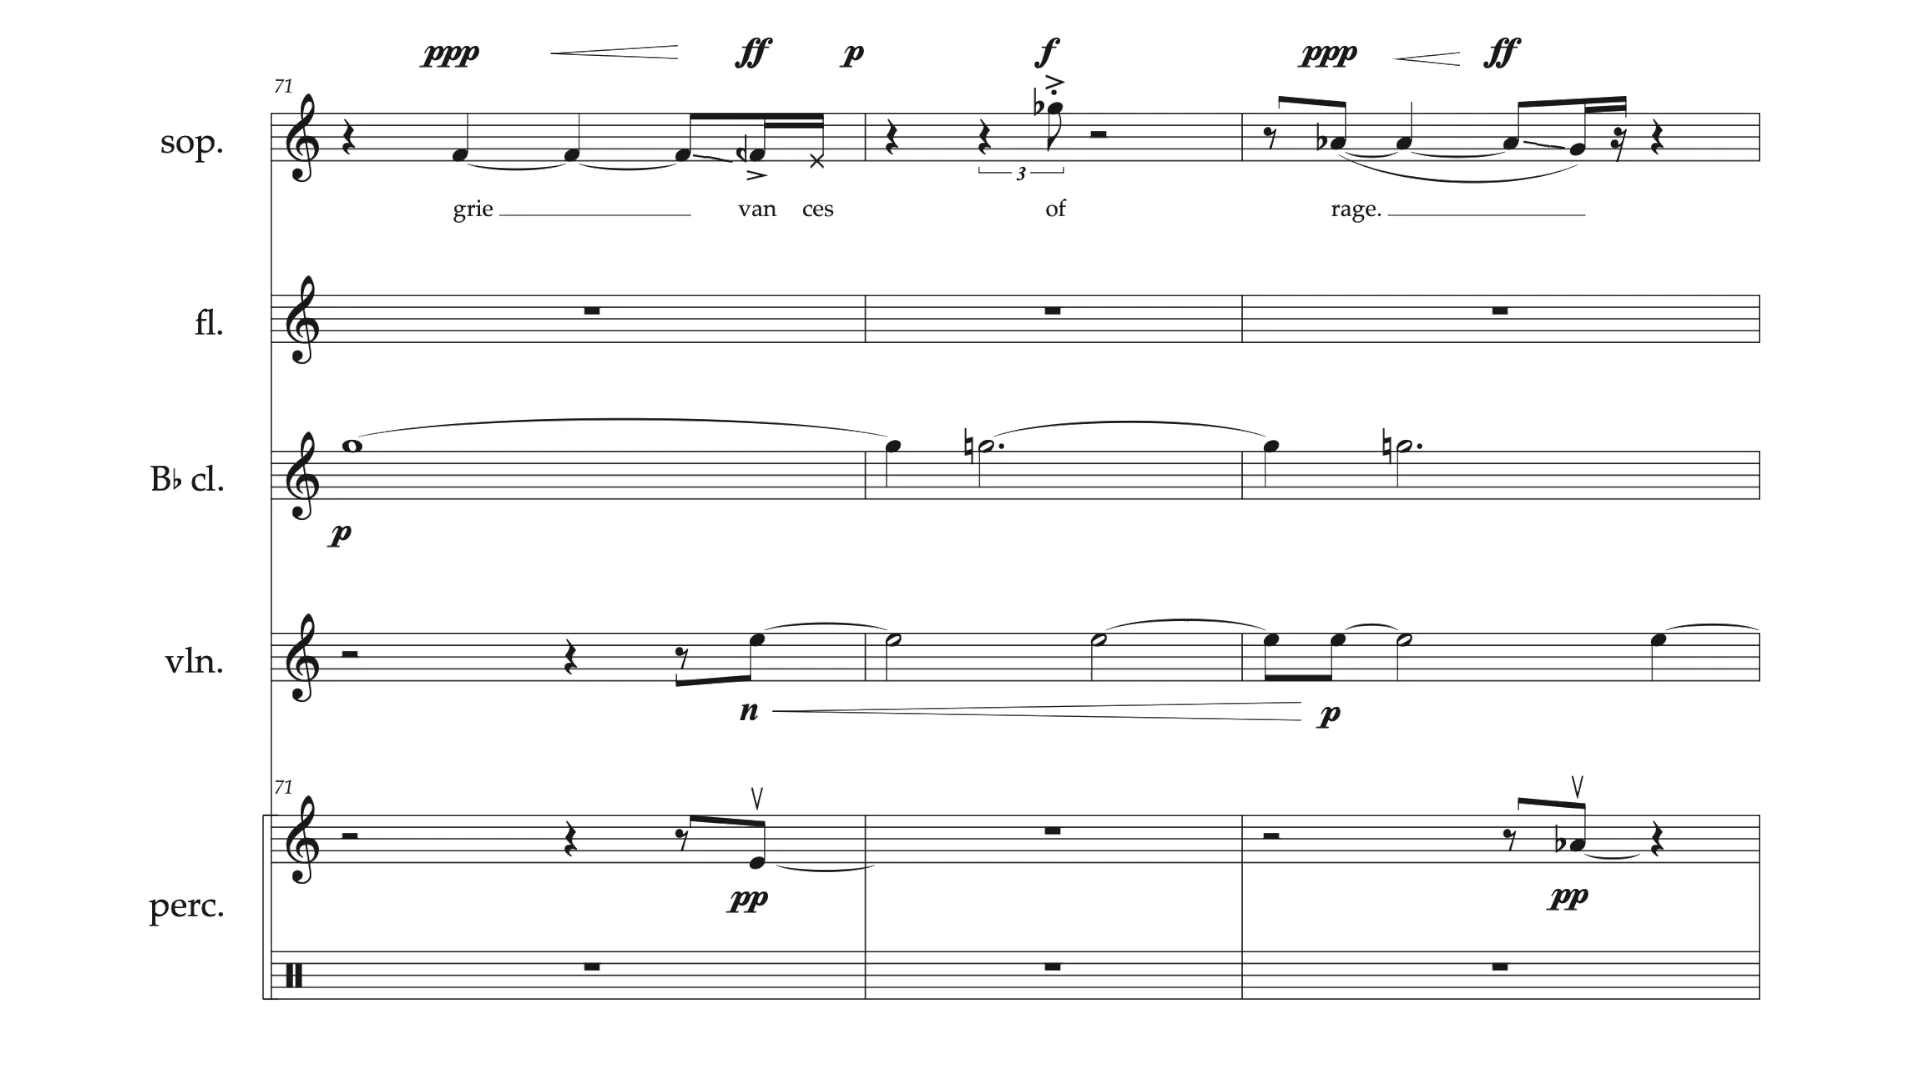 ppp ff p f ppp ff
71
sop.
3
grie van ces of rage.
fl.
B♭ cl.
p
vln.
n p
71
perc.
pp pp